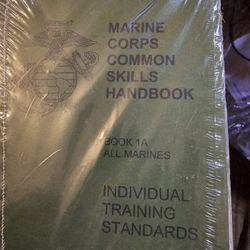 MARINE
CORPS
COMMON
SKILLS
HANDBOOK
BOOK 1A
ALL MARINES
INDIVIDUAL
TRAINING
STANDARDS